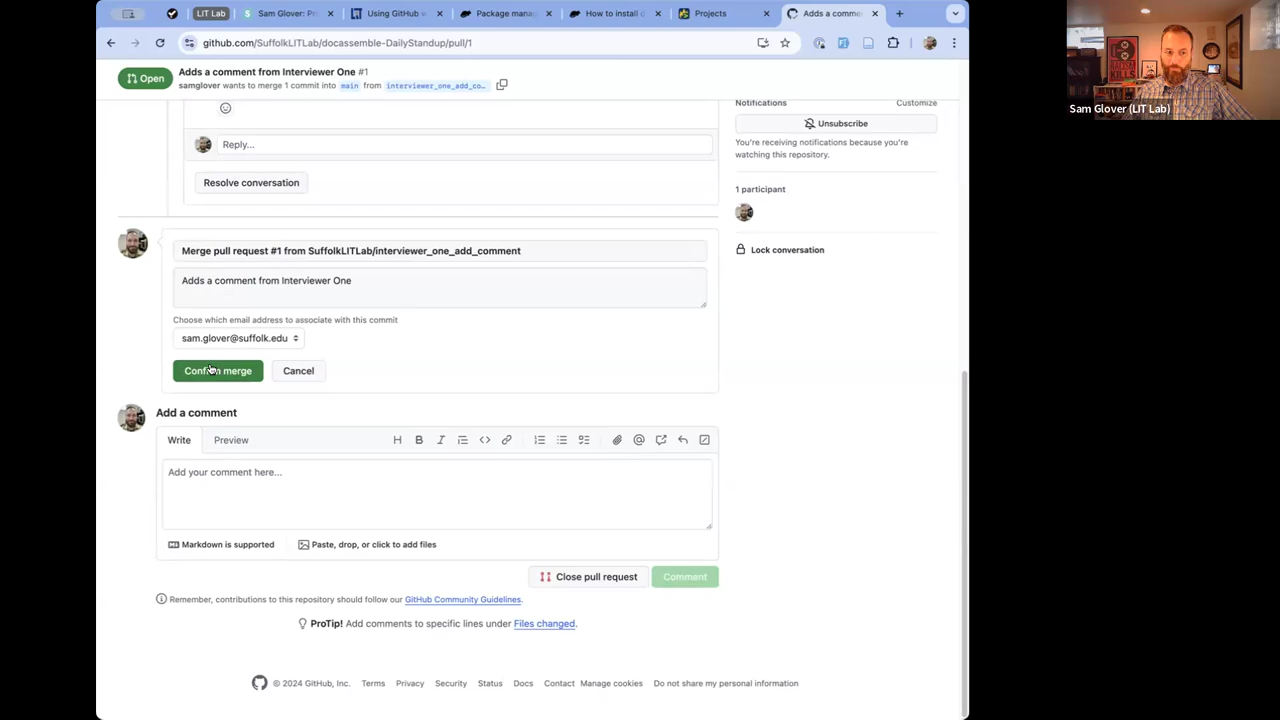 LIT Lab
Sam Glover: Pr
Using GitHub w
Package mana
How to install d
Projects
Adds a comme
github.com/SuffolkLITLab/docassemble-DailyStandup/pull/1
Open
Adds a comment from Interviewer One #1
samglover wants to merge 1 commit into main from interviewer_one_add_co...
Notifications
Customize
Reply...
Unsubscribe
You're receiving notifications because you're
watching this repository.
Resolve conversation
1 participant
Merge pull request #1 from SuffolkLITLab/interviewer_one_add_comment
Lock conversation
Adds a comment from Interviewer One
Choose which email address to associate with this commit
sam.glover@suffolk.edu
Confirm merge
Cancel
Add a comment
Write
Preview
H B I
Add your comment here...
Markdown is supported
Paste, drop, or click to add files
Close pull request
Comment
Remember, contributions to this repository should follow our GitHub Community Guidelines.
ProTip! Add comments to specific lines under Files changed.
© 2024 GitHub, Inc. Terms Privacy Security Status Docs Contact Manage cookies Do not share my personal information
Sam Glover (LIT Lab)